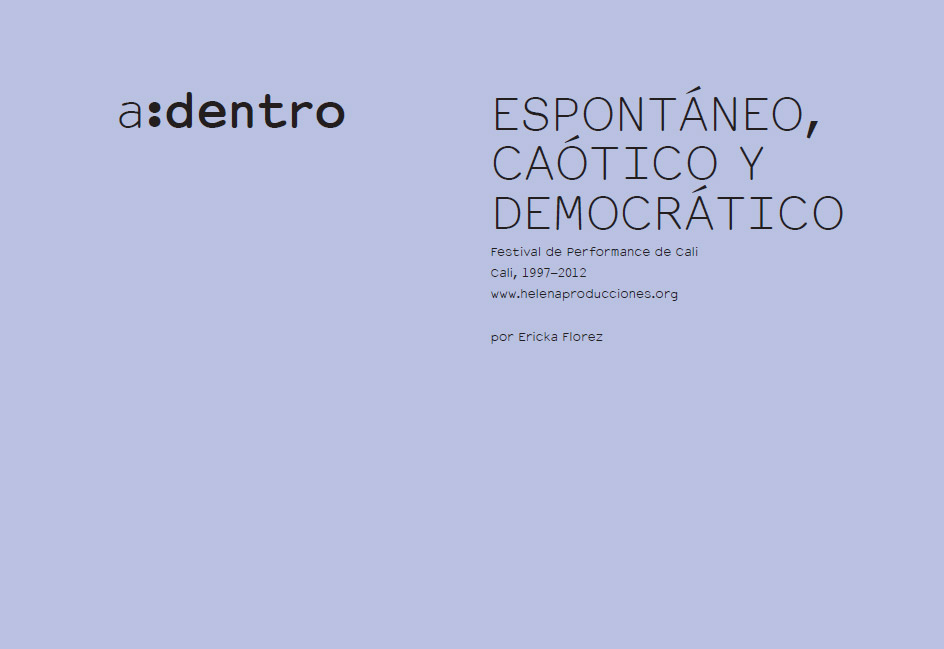 a:dentro
ESPONTÁNEO,
CAÓTICO Y
DEMOCRÁTICO
Festival de Performance de Cali
Cali, 1997–2012
www.helenaproducciones.org
por Ericka Florez